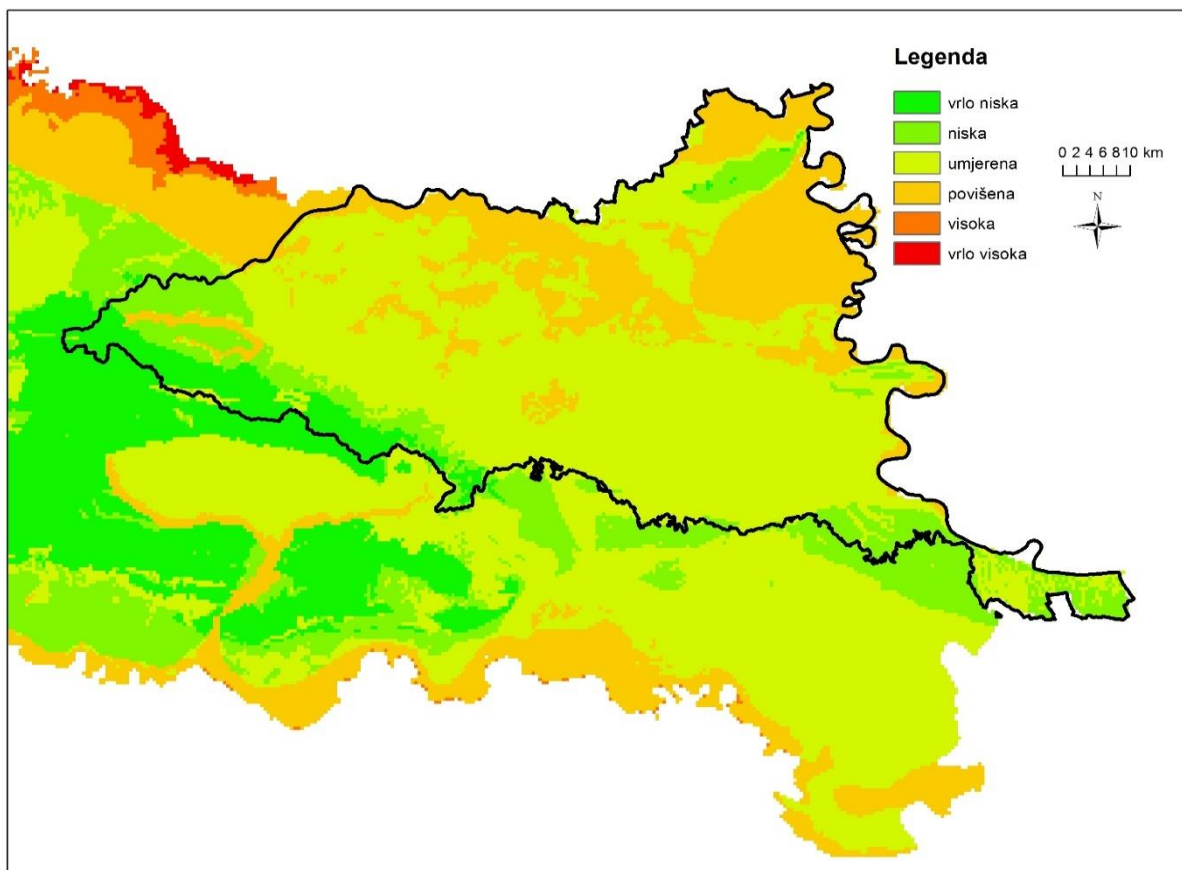 Legenda
vrlo niska
niska
umjerena
povišena
visoka
vrlo visoka
0 2 4 6 8 10 km
N